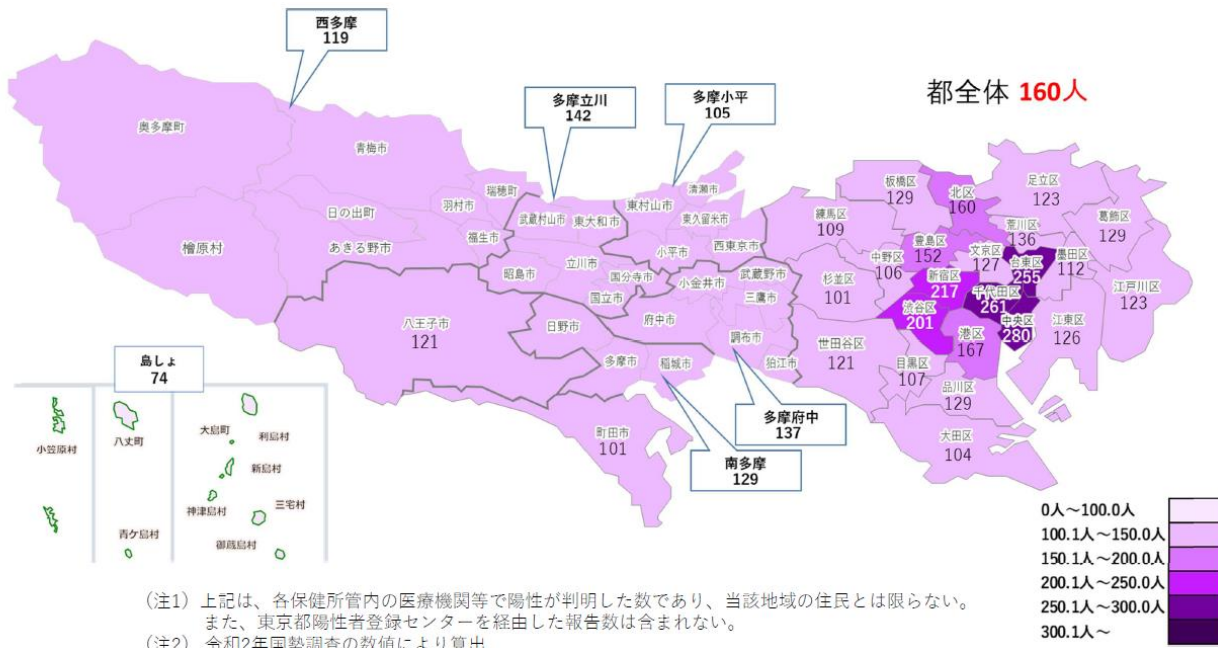 西多摩
119
多摩立川
142
多摩小平
105
都全体 160人
奥多摩町
青梅市
瑞穂町
日の出町
羽村市
檜原村
あきる野市
福生市
武蔵村山市
東大和市
東村山市
清瀬市
東久留米市
小平市
西東京市
昭島市
立川市
国分寺市
国立市
小金井市
武蔵野市
三鷹市
府中市
調布市
狛江市
八王子市
121
日野市
多摩市
稲城市
町田市
101
板橋区
129
北区
160
足立区
123
練馬区
109
豊島区
152
荒川区
136
葛飾区
129
中野区
106
文京区
127
台東区
255
墨田区
112
杉並区
101
新宿区
217
千代田区
261
江戸川区
123
渋谷区
201
中央区
280
江東区
126
世田谷区
121
港区
167
目黒区
107
品川区
129
大田区
104
多摩府中
137
南多摩
129
島しょ
74
小笠原村
八丈町
青ケ島村
大島町
利島村
新島村
神津島村
三宅村
御蔵島村
0人～100.0人
100.1人～150.0人
150.1人～200.0人
200.1人～250.0人
250.1人～300.0人
300.1人～
（注1）上記は、各保健所管内の医療機関等で陽性が判明した数であり、当該地域の住民とは限らない。
また、東京都陽性者登録センターを経由した報告数は含まれない。
（注2）令和2年国勢調査の数値により算出